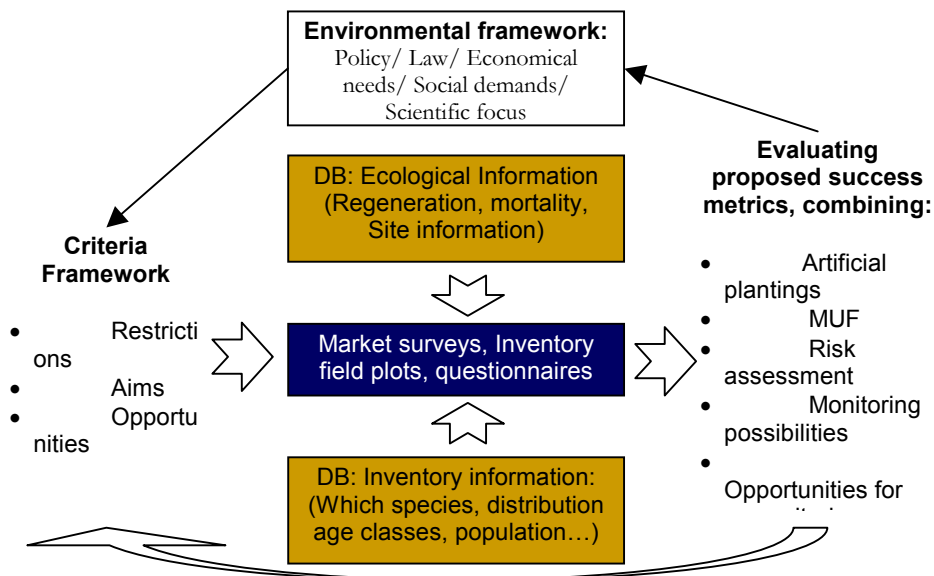 Environmental framework:
Policy/ Law/ Economical
needs/ Social demands/
Scientific focus
DB: Ecological Information
(Regeneration, mortality,
Site information)
Criteria
Framework
• Restricti
ons
• Aims
• Opportu
nities
Market surveys, Inventory
field plots, questionnaires
DB: Inventory information:
(Which species, distribution
age classes, population…)
Evaluating
proposed success
metrics, combining:
• Artificial
plantings
• MUF
• Risk
assessment
• Monitoring
possibilities
•
Opportunities for